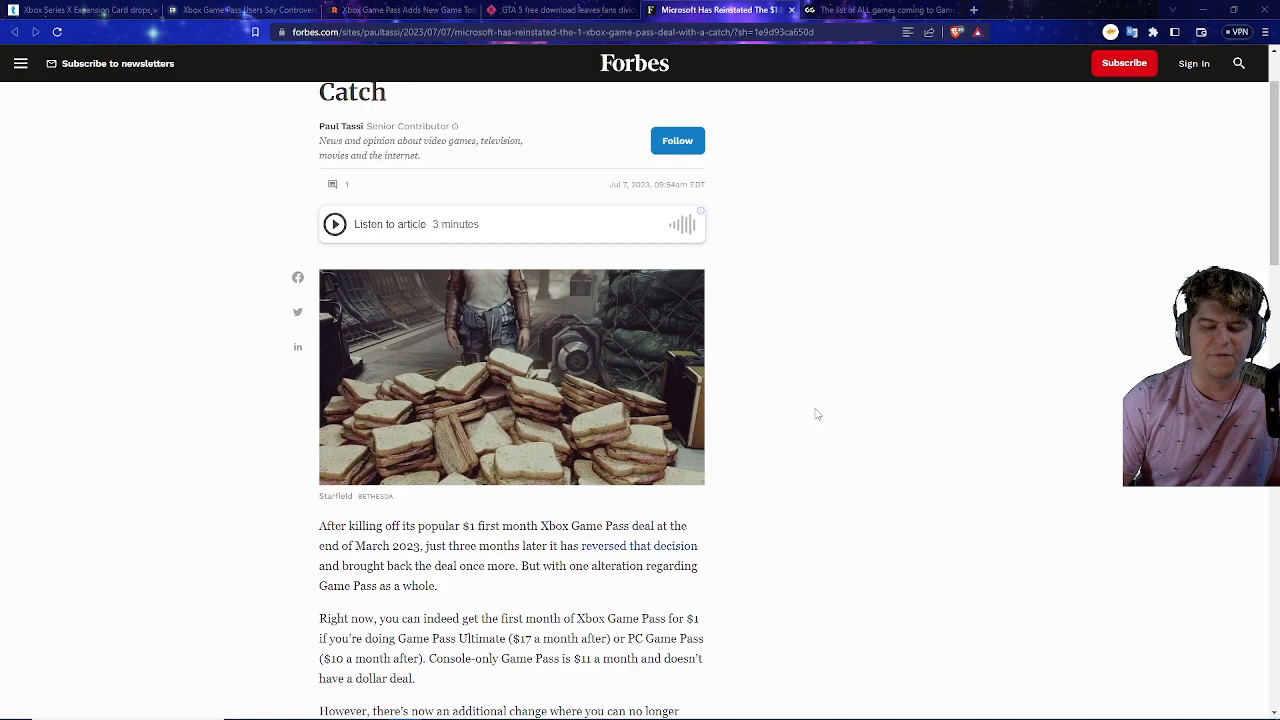 Xbox Series X Expansion Card drops
Xbox Game Pass Users Say Controver
Xbox Game Pass Adds New Game Tod
GTA 5 free download leaves fans divi
Microsoft Has Reinstated The $1
The list of ALL games coming to Gam
forbes.com/sites/paultassi/2023/07/07/microsoft-has-reinstated-the-1-xbox-game-pass-deal-with-a-catch/?sh=1e9d93ca650d
VPN
Subscribe to newsletters
Forbes
Subscribe
Sign In
Catch
Paul Tassi Senior Contributor
News and opinion about video games, television,
movies and the internet.
Follow
1
Jul 7, 2023, 09:54am EDT
Listen to article 3 minutes
Starfield BETHESDA
After killing off its popular $1 first month Xbox Game Pass deal at the
end of March 2023, just three months later it has reversed that decision
and brought back the deal once more. But with one alteration regarding
Game Pass as a whole.
Right now, you can indeed get the first month of Xbox Game Pass for $1
if you're doing Game Pass Ultimate ($17 a month after) or PC Game Pass
($10 a month after). Console-only Game Pass is $11 a month and doesn't
have a dollar deal.
However, there's now an additional change where you can no longer